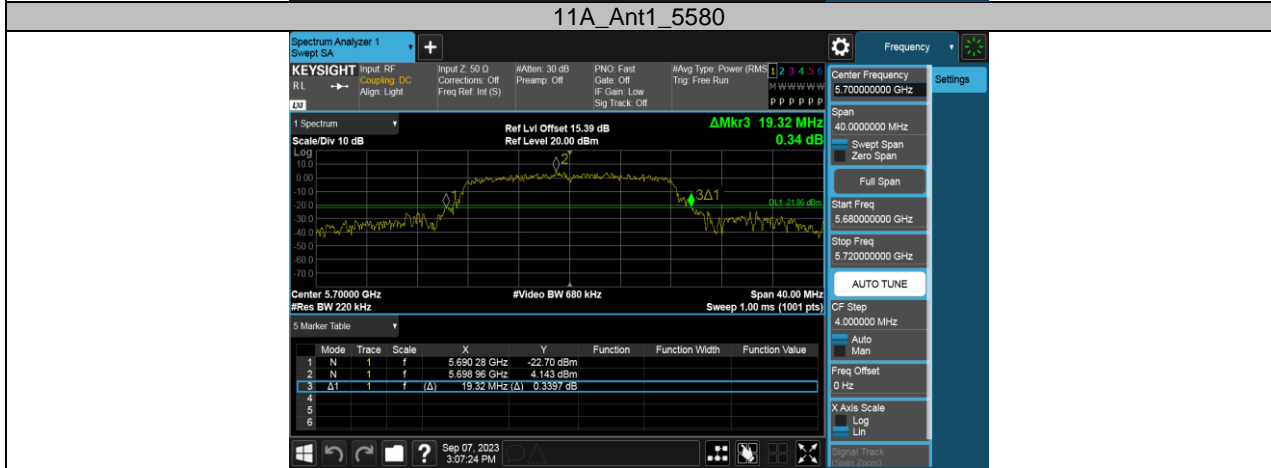 11A_Ant1_5580
Spectrum Analyzer 1
Swept SA
+
Frequency
KEYSIGHT
RL
LXI
Input: RF
Coupling: DC
Align: Light
Input Z: 50 Ω
Corrections: Off
Freq Ref: Int (S)
#Atten: 30 dB
Preamp: Off
PNO: Fast
Gate: Off
IF Gain: Low
Sig Track: Off
#Avg Type: Power (RMS
Trig: Free Run
1 2 3 4 5 6
M W W W W W
P P P P P P
1 Spectrum
Scale/Div 10 dB
Ref Lvl Offset 15.39 dB
Ref Level 20.00 dBm
ΔMkr3 19.32 MHz
0.34 dB
Log
10.0
0.00
-10.0
-20.0
-30.0
-40.0
-50.0
-60.0
-70.0
1
2
3Δ1
DL1 -21.86 dBm
Center 5.70000 GHz
#Res BW 220 kHz
#Video BW 680 kHz
Span 40.00 MHz
Sweep 1.00 ms (1001 pts)
5 Marker Table
Mode Trace Scale X Y Function Function Width Function Value
1 N 1 f 5.690 28 GHz -22.70 dBm
2 N 1 f 5.698 96 GHz 4.143 dBm
3 Δ1 1 f (Δ) 19.32 MHz (Δ) 0.3397 dB
4
5
6
Sep 07, 2023
3:07:24 PM
?
Center Frequency
5.700000000 GHz
Settings
Span
40.0000000 MHz
Swept Span
Zero Span
Full Span
Start Freq
5.680000000 GHz
Stop Freq
5.720000000 GHz
AUTO TUNE
CF Step
4.000000 MHz
Auto
Man
Freq Offset
0 Hz
X Axis Scale
Log
Lin
Signal Track
(Span Zoom)